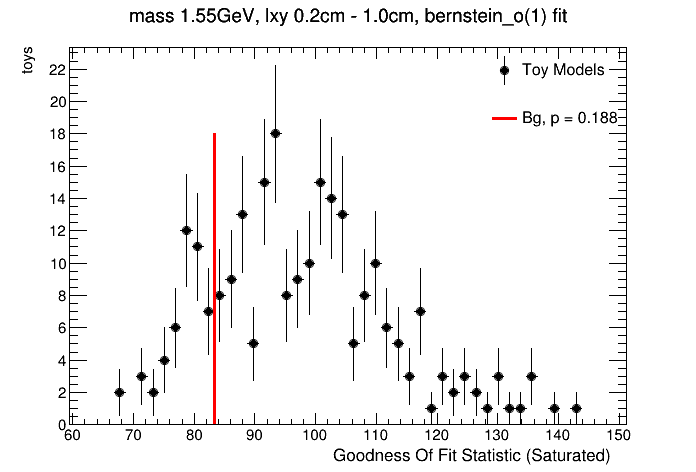 mass 1.55GeV, lxy 0.2cm - 1.0cm, bernstein_o(1) fit
toys
22
20
18
16
14
12
10
8
6
4
2
0
Toy Models
Bg, p = 0.188
60 70 80 90 100 110 120 130 140 150
Goodness Of Fit Statistic (Saturated)